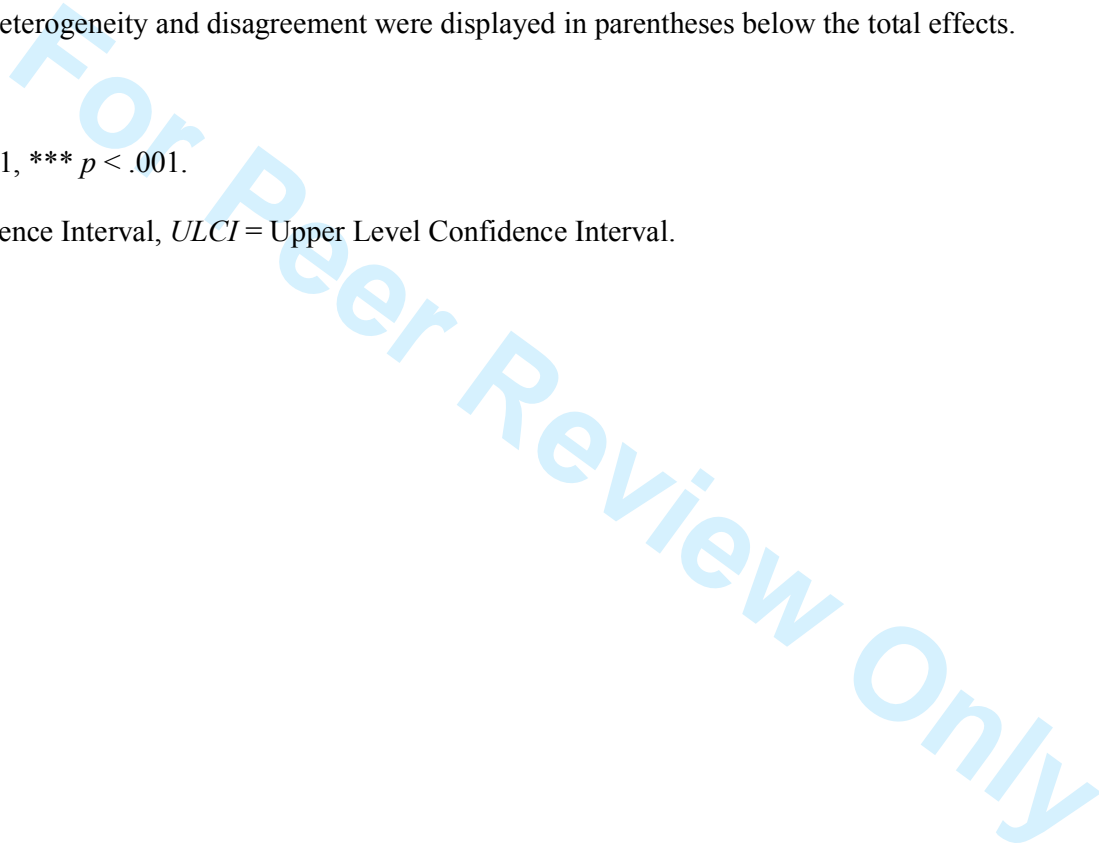 eterogeneity and disagreement were displayed in parentheses below the total effects.
1, *** p < .001.
ence Interval, ULCI = Upper Level Confidence Interval.
For Peer Review Only